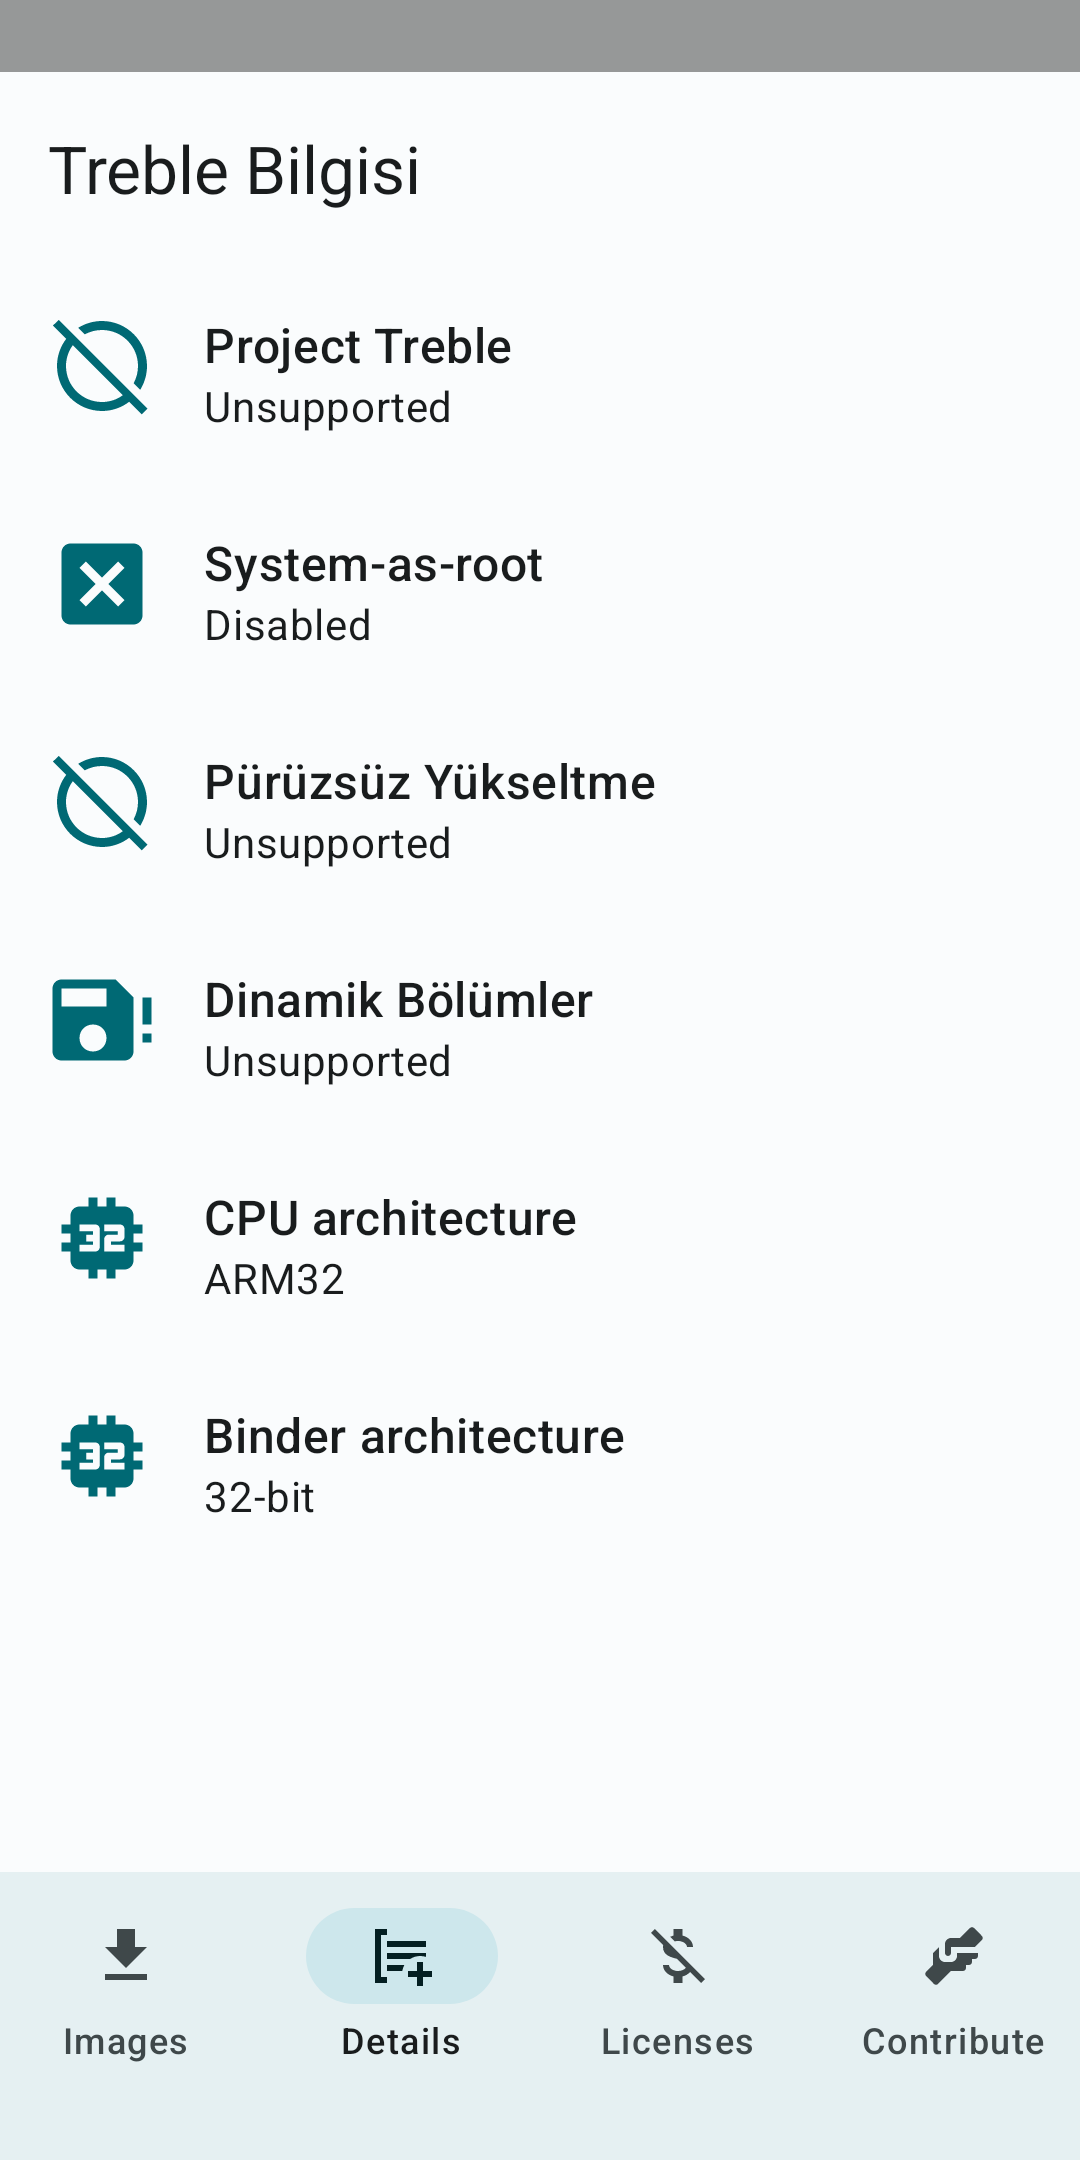 Treble Bilgisi
Project Treble
Unsupported
System-as-root
Disabled
Pürüzsüz Yükseltme
Unsupported
Dinamik Bölümler
Unsupported
32
CPU architecture
ARM32
32
Binder architecture
32-bit
Images
Details
Licenses
Contribute